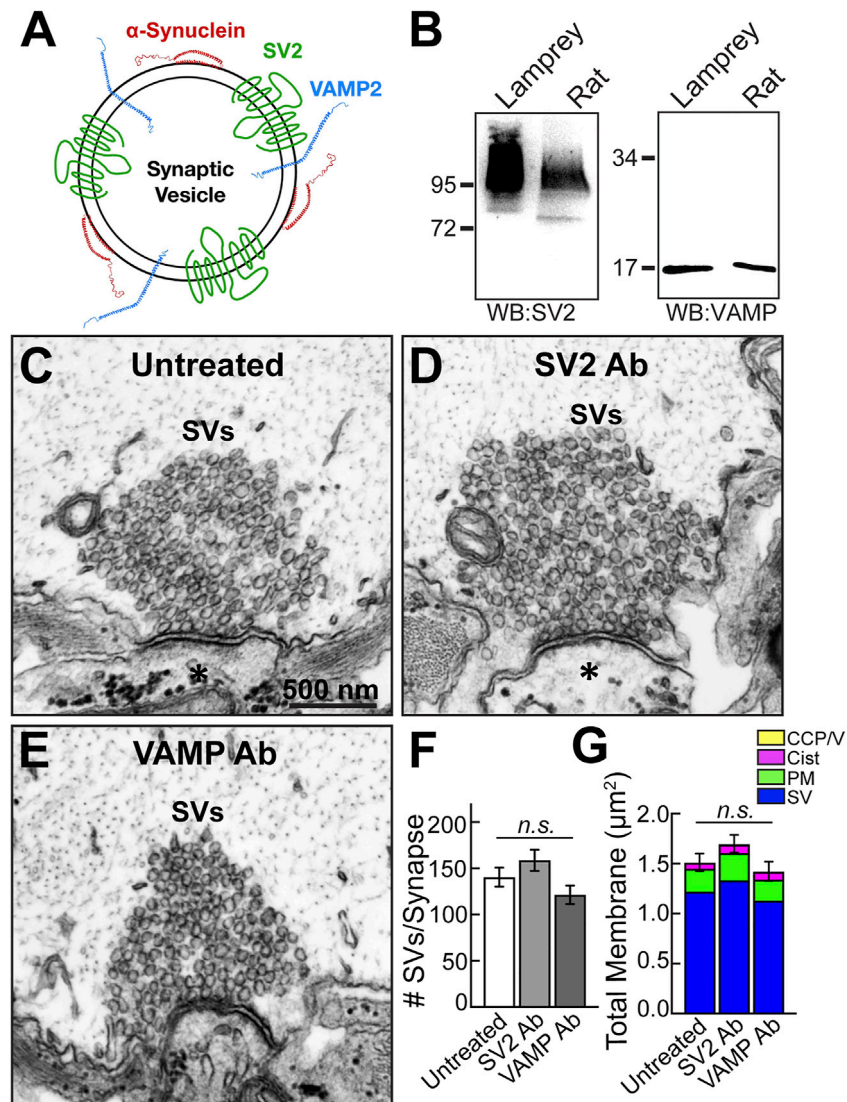 A
α-Synuclein
SV2
VAMP2
Synaptic
Vesicle
B
Lamprey
Rat
95
72
WB:SV2
Lamprey
Rat
34
17
WB:VAMP
C
Untreated
SVs
*
500 nm
D
SV2 Ab
SVs
*
E
VAMP Ab
SVs
F
# SVs/Synapse
200
150
100
50
0
n.s.
Untreated
SV2 Ab
VAMP Ab
G
CCP/V
Cist
PM
SV
Total Membrane (μm²)
2.0
1.5
1.0
0.5
0.0
n.s.
Untreated
SV2 Ab
VAMP Ab